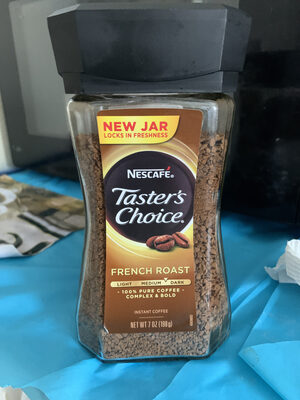 NEW JAR
LOCKS IN FRESHNESS
NESCAFÉ®
Taster's
Choice®
FRENCH ROAST
LIGHT MEDIUM DARK
• 100% PURE COFFEE •
COMPLEX & BOLD
INSTANT COFFEE
NET WT 7 OZ (198g)